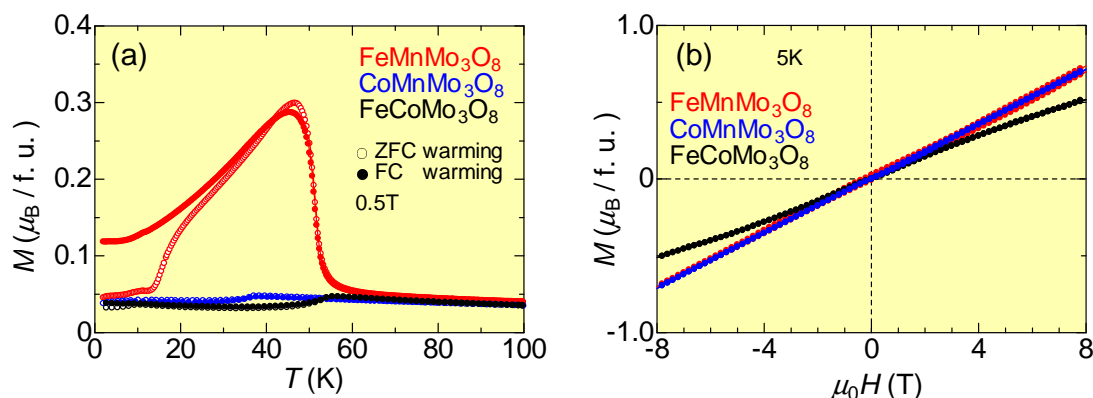 (a)
FeMnMo₃O₈
CoMnMo₃O₈
FeCoMo₃O₈
○ ZFC warming
● FC warming
0.5T
M (μB / f. u.)
0.4
0.3
0.2
0.1
0
0 20 40 60 80 100
T (K)
(b)
5K
FeMnMo₃O₈
CoMnMo₃O₈
FeCoMo₃O₈
M (μB / f. u.)
1.0
0
-1.0
-8 -4 0 4 8
μ₀H (T)